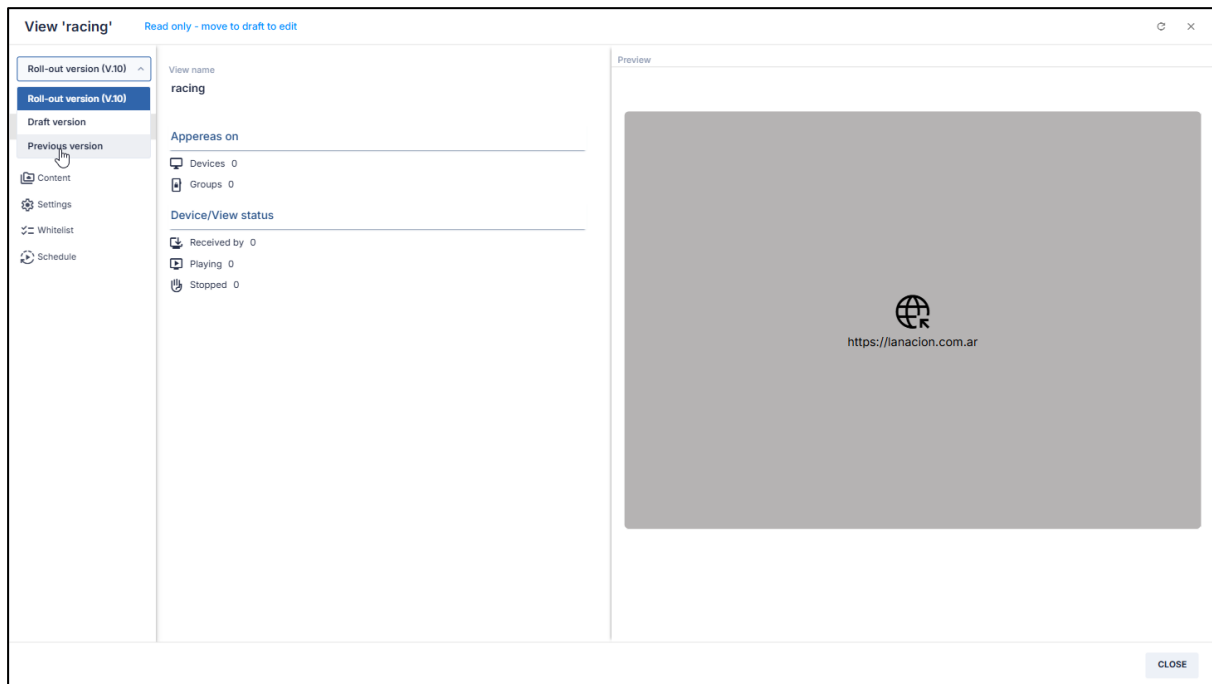 View 'racing'
Read only - move to draft to edit
Roll-out version (V.10)
Roll-out version (V.10)
Draft version
Previous version
Content
Settings
Whitelist
Schedule
View name
racing
Appereas on
Devices 0
Groups 0
Device/View status
Received by 0
Playing 0
Stopped 0
Preview
https://lanacion.com.ar
CLOSE